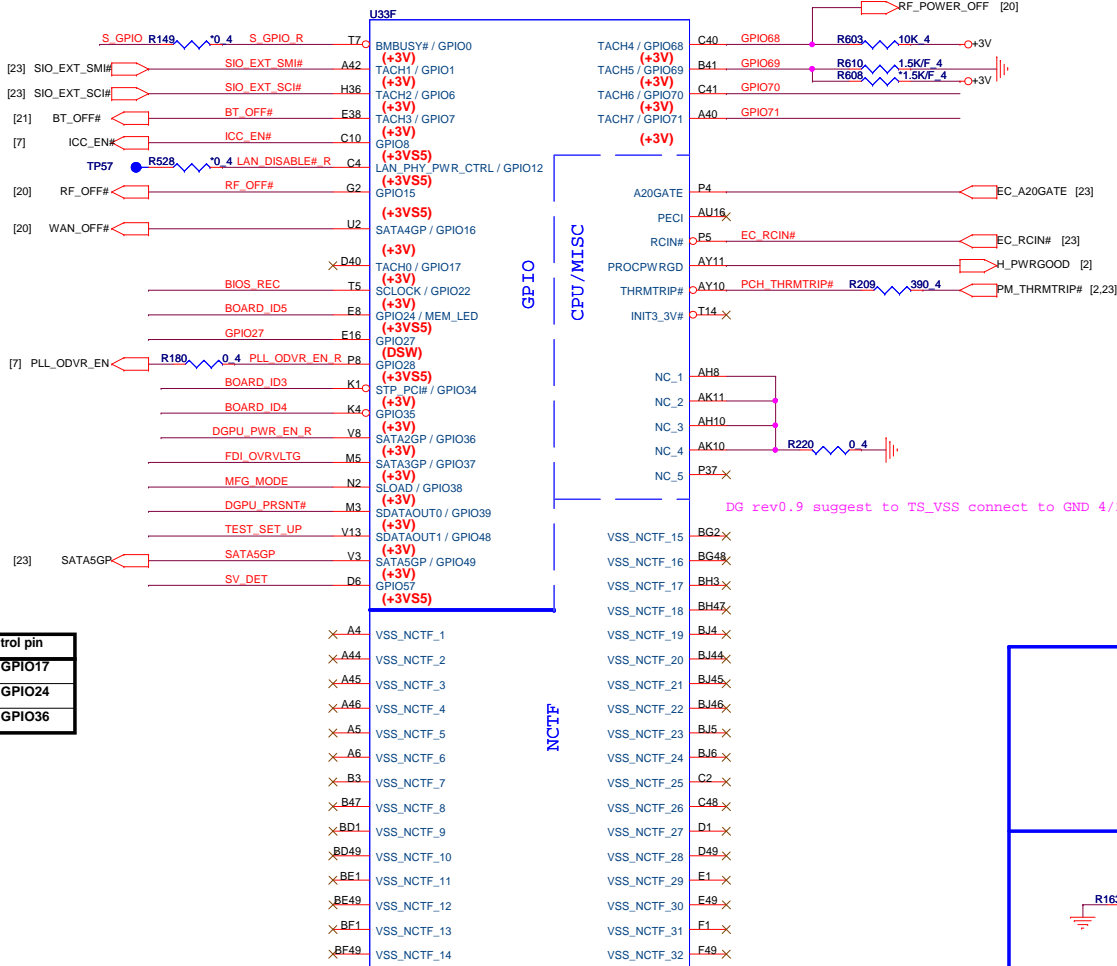 U33F
RF_POWER_OFF [20]
S_GPIO R149 *0_4 S_GPIO_R T7 BMBUSY# / GPIO0 TACH4 / GPIO68 C40 GPIO68 R603 10K_4 +3V
(+3V)
[23] SIO_EXT_SMI# SIO_EXT_SMI# A42 TACH1 / GPIO1 TACH5 / GPIO69 B41 GPIO69 R610 1.5K/F_4
(+3V) (+3V)
R608 *1.5K/F_4 +3V
[23] SIO_EXT_SCI# SIO_EXT_SCI# H36 TACH2 / GPIO6 TACH6 / GPIO70 C41 GPIO70
(+3V) (+3V)
[21] BT_OFF# BT_OFF# E38 TACH3 / GPIO7 TACH7 / GPIO71 A40 GPIO71
(+3V) (+3V)
[7] ICC_EN# ICC_EN# C10 GPIO8
(+3VS5)
(+3V)
TP57 R528 *0_4 LAN_DISABLE#_R C4 LAN_PHY_PWR_CTRL / GPIO12
(+3VS5)
[20] RF_OFF# RF_OFF# G2 GPIO15 A20GATE P4 EC_A20GATE [23]
(+3VS5)
PECI AU16
[20] WAN_OFF# U2 SATA4GP / GPIO16
(+3V)
RCIN# P5 EC_RCIN# EC_RCIN# [23]
D40 TACH0 / GPIO17 PROCPWRGD AY11 H_PWRGOOD [2]
(+3V)
BIOS_REC T5 SCLOCK / GPIO22 THRMTRIP# AY10 PCH_THRMTRIP# R209 390_4 PM_THRMTRIP# [2,23]
(+3V)
BOARD_ID5 E8 GPIO24 / MEM_LED INIT3_3V# T14
(+3VS5)
GPIO27 E16 GPIO27
(DSW)
[7] PLL_ODVR_EN R180 0_4 PLL_ODVR_EN_R P8 GPIO28
(+3VS5)
BOARD_ID3 K1 STP_PCI# / GPIO34 NC_1 AH8
(+3V)
BOARD_ID4 K4 GPIO35 NC_2 AK11
(+3V)
DGPU_PWR_EN_R V8 SATA2GP / GPIO36 NC_3 AH10
(+3V)
FDI_OVRVLTG M5 SATA3GP / GPIO37 NC_4 AK10 R220 0_4
(+3V)
MFG_MODE N2 SLOAD / GPIO38 NC_5 P37
(+3V)
DGPU_PRSNT# M3 SDATAOUT0 / GPIO39
(+3V)
DG rev0.9 suggest to TS_VSS connect to GND 4/
TEST_SET_UP V13 SDATAOUT1 / GPIO48 VSS_NCTF_15 BG2
(+3V)
[23] SATA5GP SATA5GP V3 SATA5GP / GPIO49 VSS_NCTF_16 BG48
(+3V)
SV_DET D6 GPIO57 VSS_NCTF_17 BH3
(+3VS5)
GPIO
CPU/MISC
VSS_NCTF_18 BH47
A4 VSS_NCTF_1 VSS_NCTF_19 BJ4
trol pin
A44 VSS_NCTF_2 VSS_NCTF_20 BJ44
GPIO17
A45 VSS_NCTF_3 VSS_NCTF_21 BJ45
GPIO24
A46 VSS_NCTF_4 VSS_NCTF_22 BJ46
GPIO36
A5 VSS_NCTF_5 VSS_NCTF_23 BJ5
NCTF
A6 VSS_NCTF_6 VSS_NCTF_24 BJ6
B3 VSS_NCTF_7 VSS_NCTF_25 C2
B47 VSS_NCTF_8 VSS_NCTF_26 C48
BD1 VSS_NCTF_9 VSS_NCTF_27 D1
BD49 VSS_NCTF_10 VSS_NCTF_28 D49
BE1 VSS_NCTF_11 VSS_NCTF_29 E1
BE49 VSS_NCTF_12 VSS_NCTF_30 E49
BF1 VSS_NCTF_13 VSS_NCTF_31 F1
BF49 VSS_NCTF_14 VSS_NCTF_32 F49